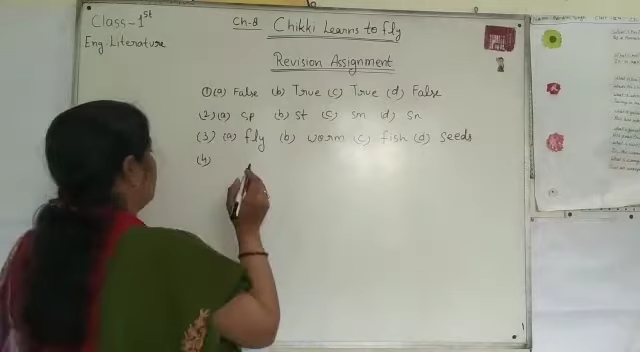 Class-1st
Ch-8 Chikki Learns to fly
Eng. Literature
Revision Assignment
(1) (a) False (b) True (c) True (d) False
(2) (a) sp (b) st (c) sm (d) sn
(3) (a) fly (b) worm (c) fish (d) seeds
(4)